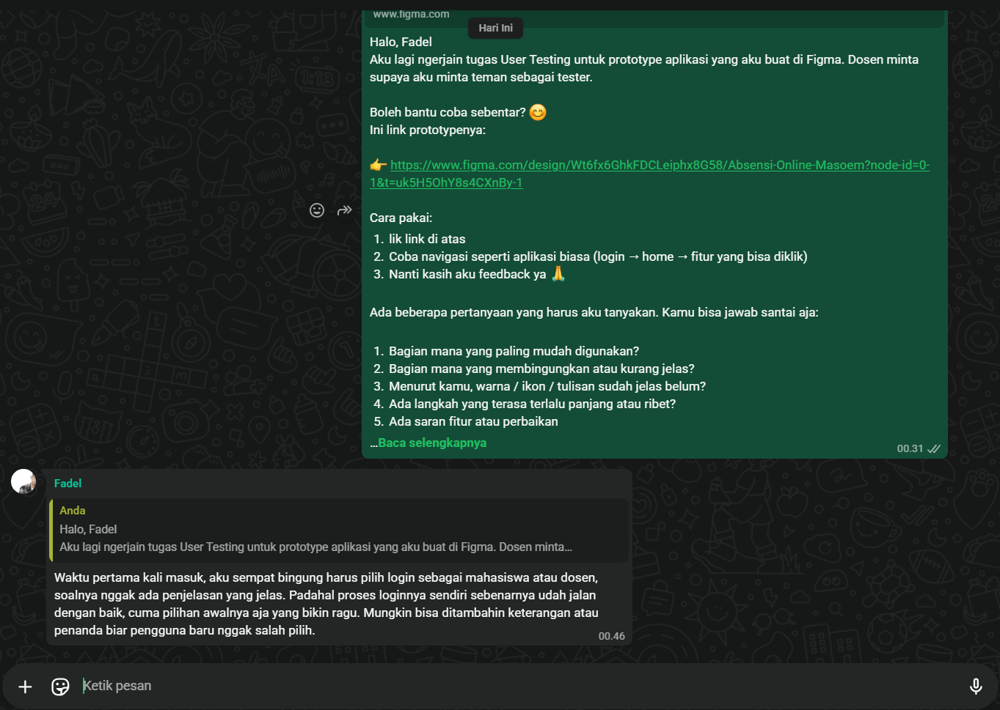 www.figma.com
Hari Ini
Halo, Fadel
Aku lagi ngerjain tugas User Testing untuk prototype aplikasi yang aku buat di Figma. Dosen minta
supaya aku minta teman sebagai tester.
Boleh bantu coba sebentar? 😊
Ini link prototypenya:
👉 https://www.figma.com/design/Wt6fx6GhkFDCLeiphx8G58/Absensi-Online-Masoem?node-id=0-
1&t=uk5H5OhY8s4CXnBy-1
Cara pakai:
1. lik link di atas
2. Coba navigasi seperti aplikasi biasa (login → home → fitur yang bisa diklik)
3. Nanti kasih aku feedback ya 🙏
Ada beberapa pertanyaan yang harus aku tanyakan. Kamu bisa jawab santai aja:
1. Bagian mana yang paling mudah digunakan?
2. Bagian mana yang membingungkan atau kurang jelas?
3. Menurut kamu, warna / ikon / tulisan sudah jelas belum?
4. Ada langkah yang terasa terlalu panjang atau ribet?
5. Ada saran fitur atau perbaikan
...Baca selengkapnya
00.31
Fadel
Anda
Halo, Fadel
Aku lagi ngerjain tugas User Testing untuk prototype aplikasi yang aku buat di Figma. Dosen minta...
Waktu pertama kali masuk, aku sempat bingung harus pilih login sebagai mahasiswa atau dosen,
soalnya nggak ada penjelasan yang jelas. Padahal proses loginnya sendiri sebenarnya udah jalan
dengan baik, cuma pilihan awalnya aja yang bikin ragu. Mungkin bisa ditambahin keterangan atau
penanda biar pengguna baru nggak salah pilih.
00.46
Ketik pesan